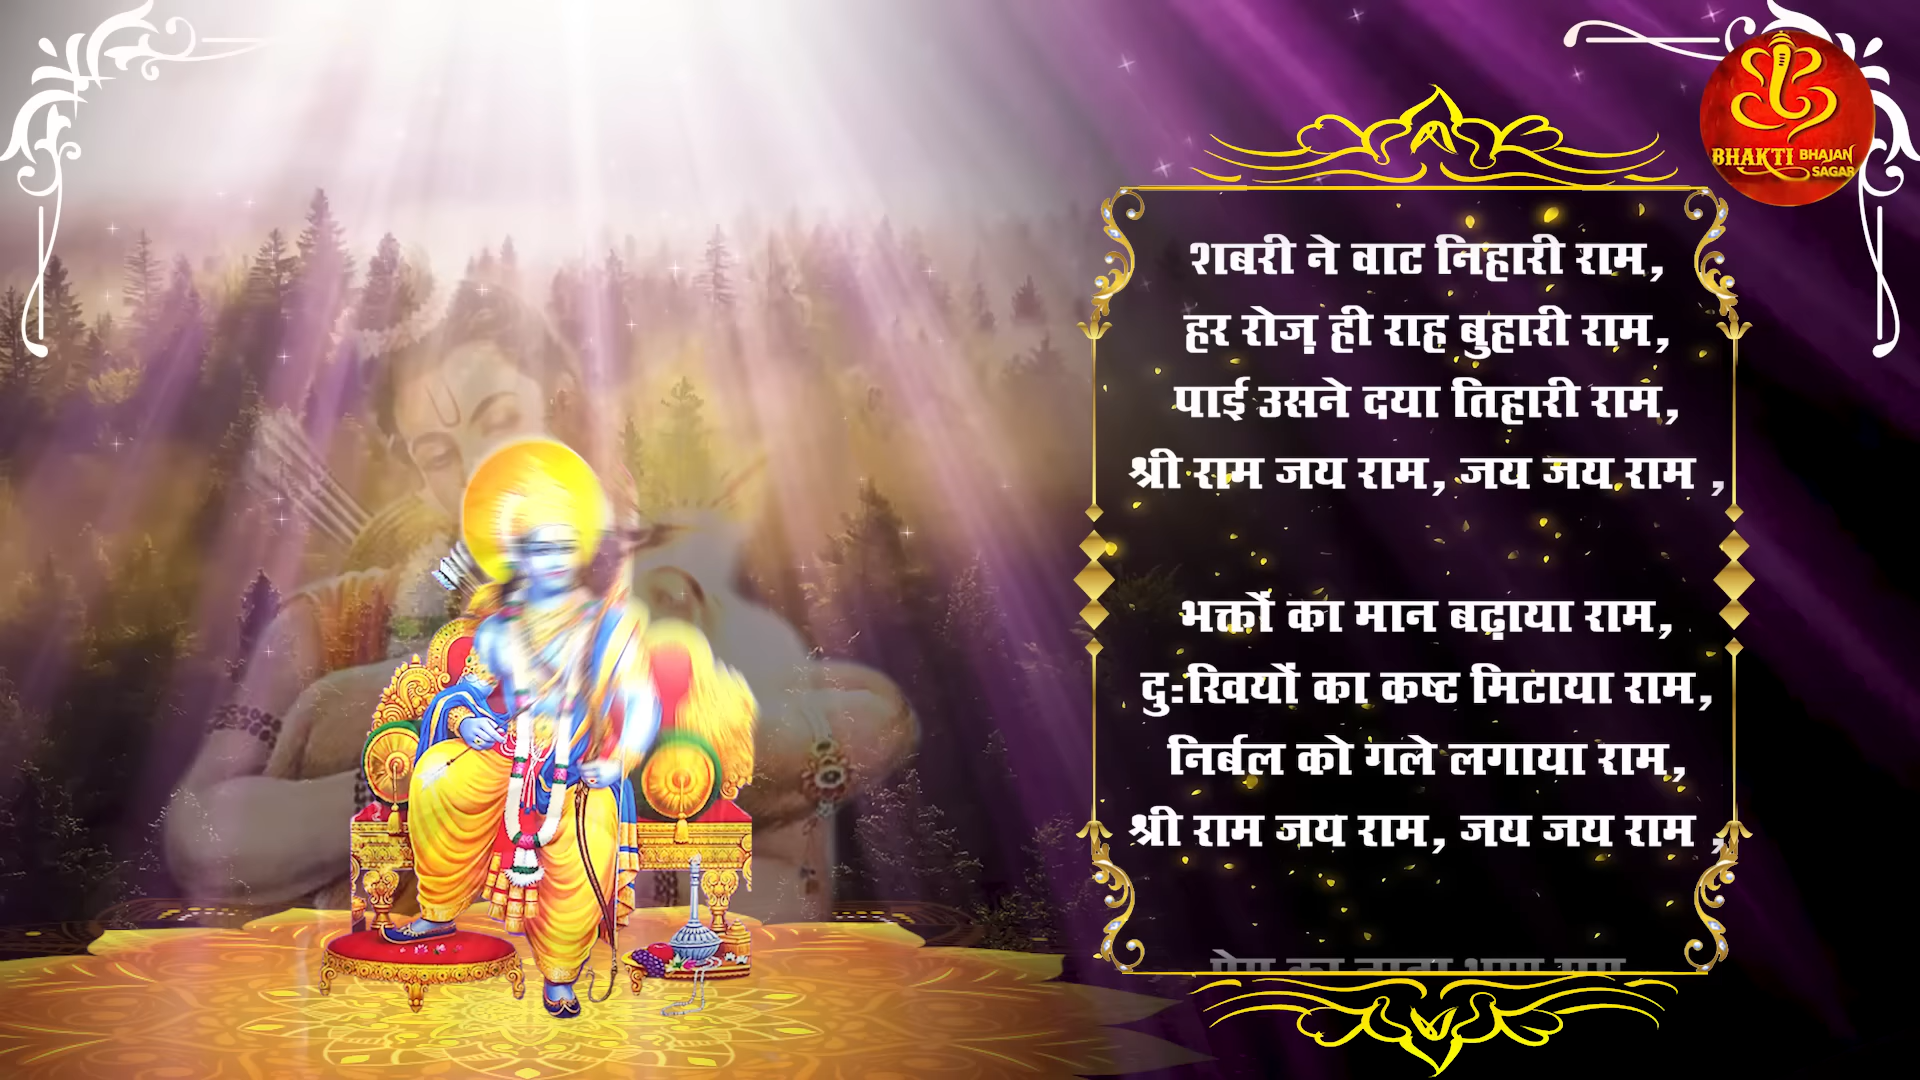 BHAKTI BHAJAN
SAGAR
शबरी ने वाट निहारी राम,
हर रोज़ ही राह बुहारी राम,
पाई उसने दया तिहारी राम,
श्री राम जय राम, जय जय राम ,
भक्तों का मान बढ़ाया राम,
दुःखियों का कष्ट मिटाया राम,
निर्बल को गले लगाया राम,
श्री राम जय राम, जय जय राम ,